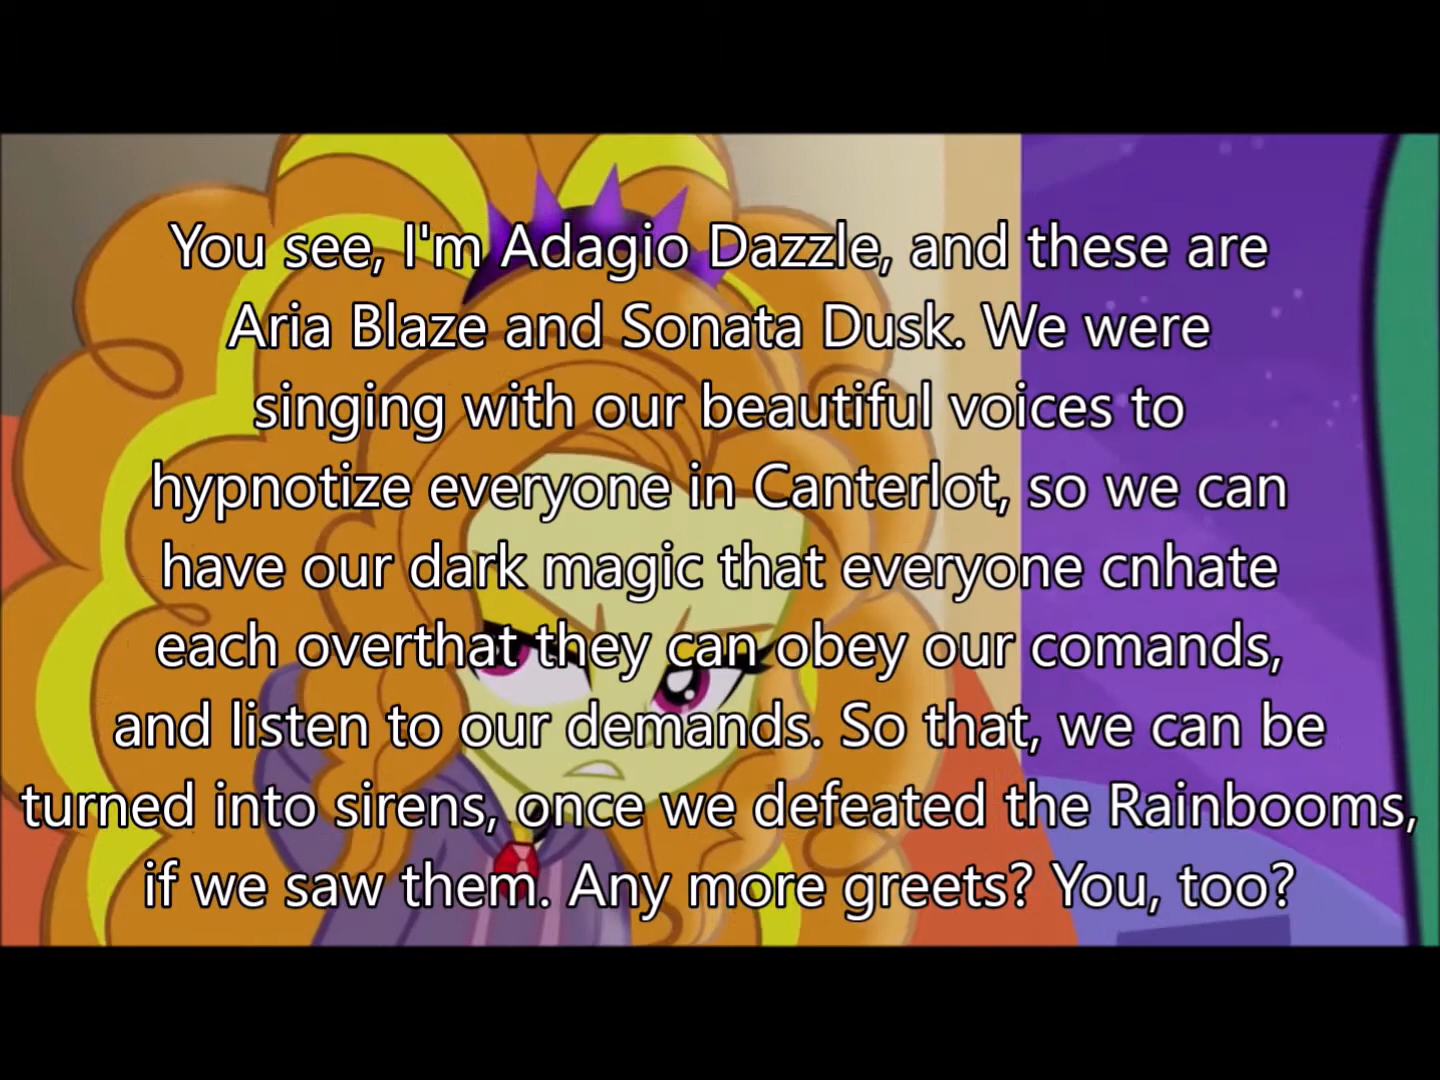 You see, I'm Adagio Dazzle, and these are
Aria Blaze and Sonata Dusk. We were
singing with our beautiful voices to
hypnotize everyone in Canterlot, so we can
have our dark magic that everyone cnhate
each overthat they can obey our comands,
and listen to our demands. So that, we can be
turned into sirens, once we defeated the Rainbooms,
if we saw them. Any more greets? You, too?